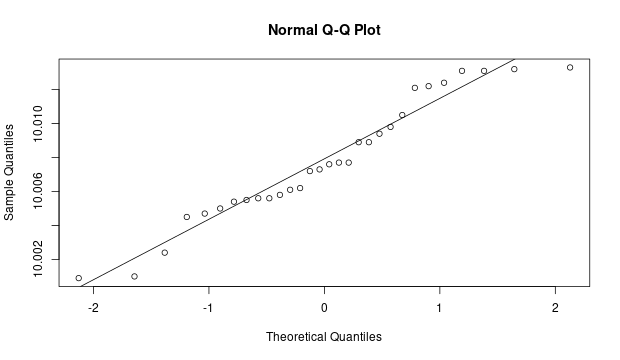 Normal Q-Q Plot
Sample Quantiles
10.010
10.006
10.002
-2 -1 0 1 2
Theoretical Quantiles